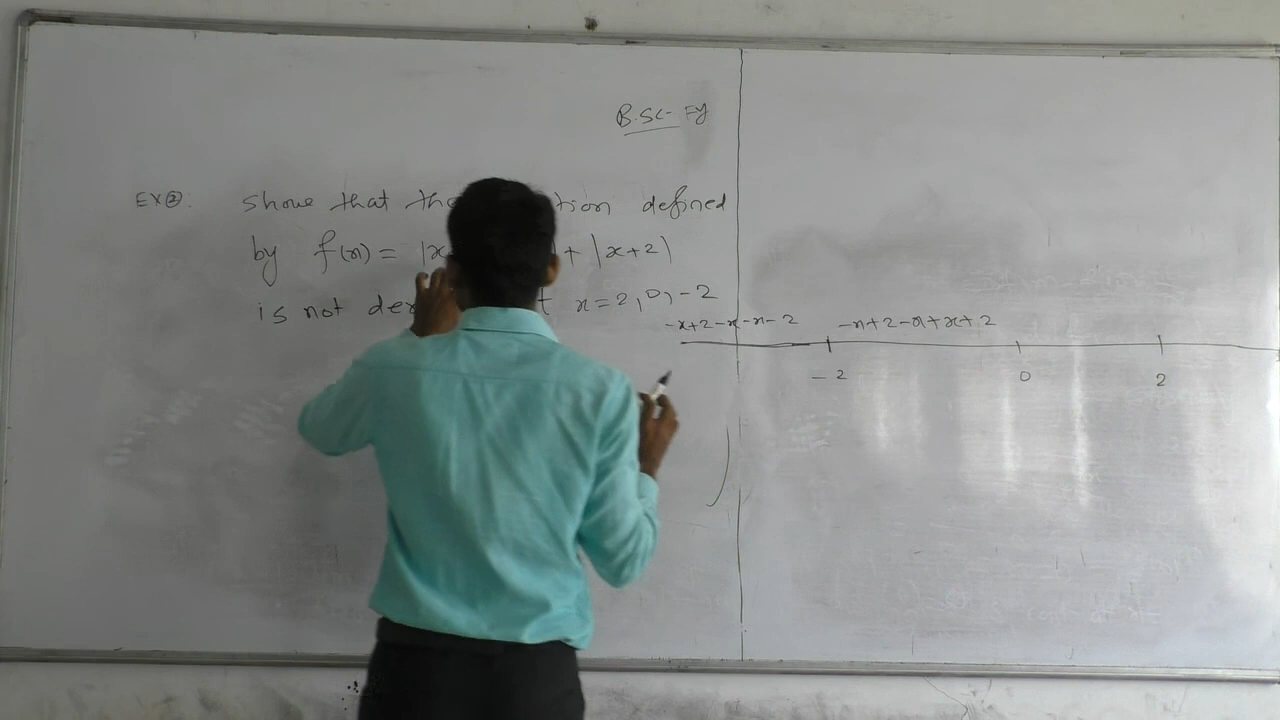 B.SC- FY
EX②: show that the tion defined
by f(x) = |x + |x+2|
is not der t x=2,0,-2
-x+2-x-x-2 -x+2-x+x+2
-2 0 2